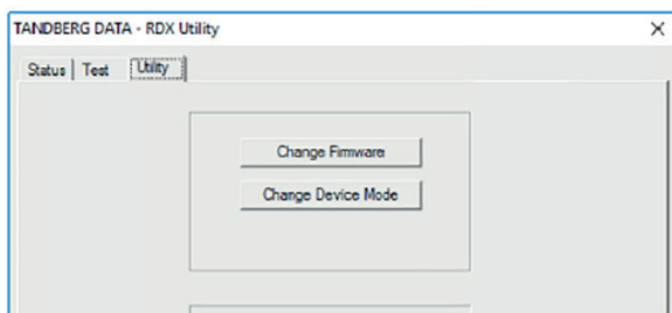 TANDBERG DATA - RDX Utility
Status Test Utility
Change Firmware
Change Device Mode